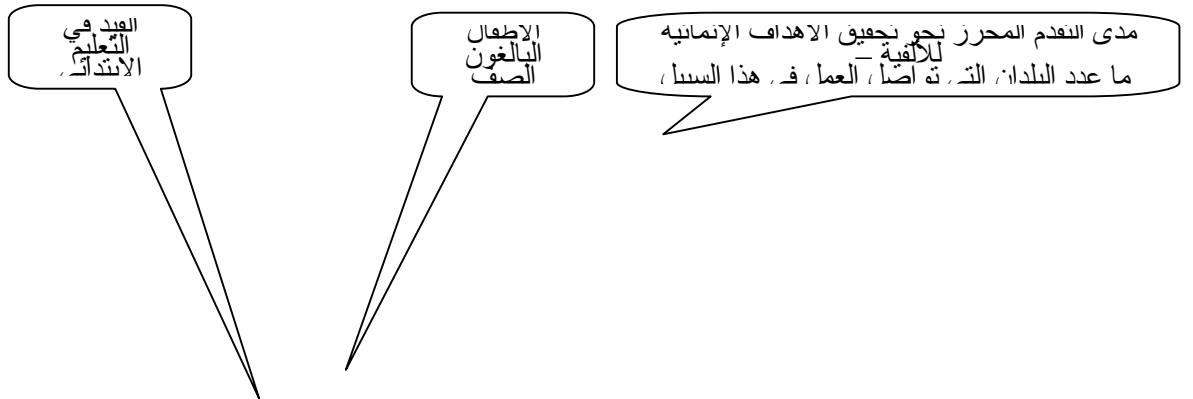 مدى التقدم المحرز نحو تحقيق الأهداف الإنمائية
للألفية –
ما عدد البلدان التي تواصل العمل في هذا السبيل
الأطفال
البالغون
الصف
القيد في
التعليم
الابتدائي